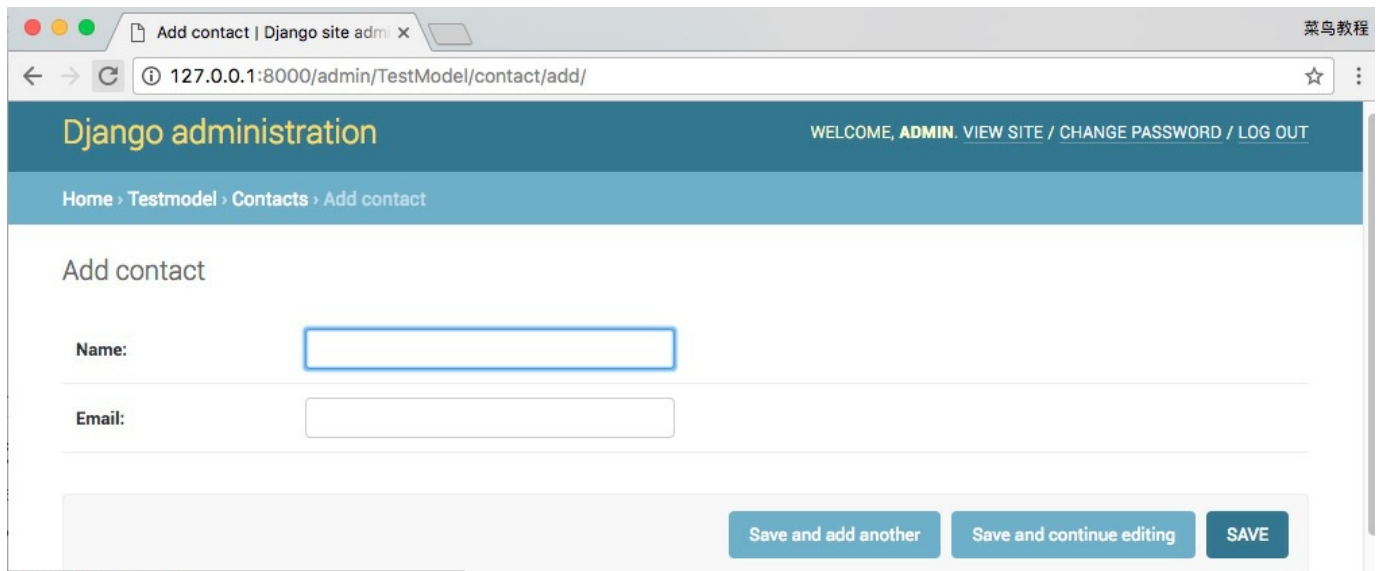 Add contact | Django site admi
菜鸟教程
127.0.0.1:8000/admin/TestModel/contact/add/
Django administration
WELCOME, ADMIN. VIEW SITE / CHANGE PASSWORD / LOG OUT
Home › Testmodel › Contacts › Add contact
Add contact
Name:
Email:
Save and add another
Save and continue editing
SAVE